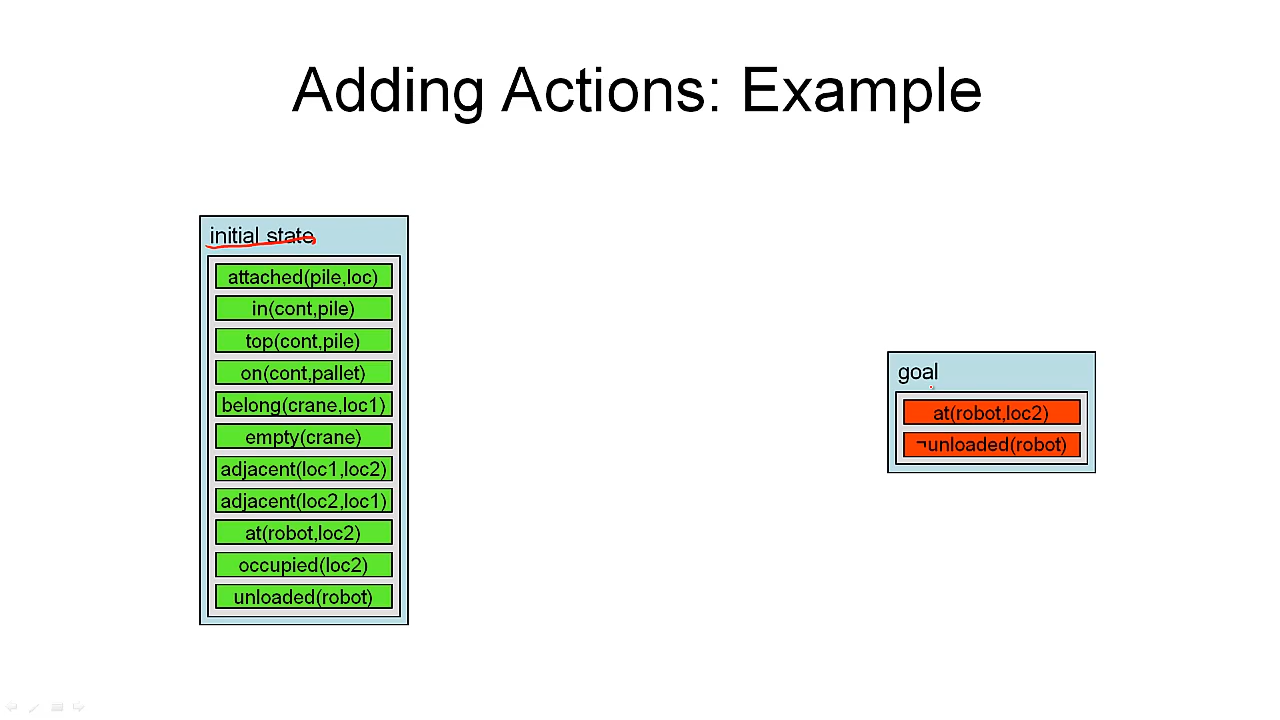 Adding Actions: Example
initial state
attached(pile,loc)
in(cont,pile)
top(cont,pile)
on(cont,pallet)
belong(crane,loc1)
empty(crane)
adjacent(loc1,loc2)
adjacent(loc2,loc1)
at(robot,loc2)
occupied(loc2)
unloaded(robot)
goal
at(robot,loc2)
¬unloaded(robot)